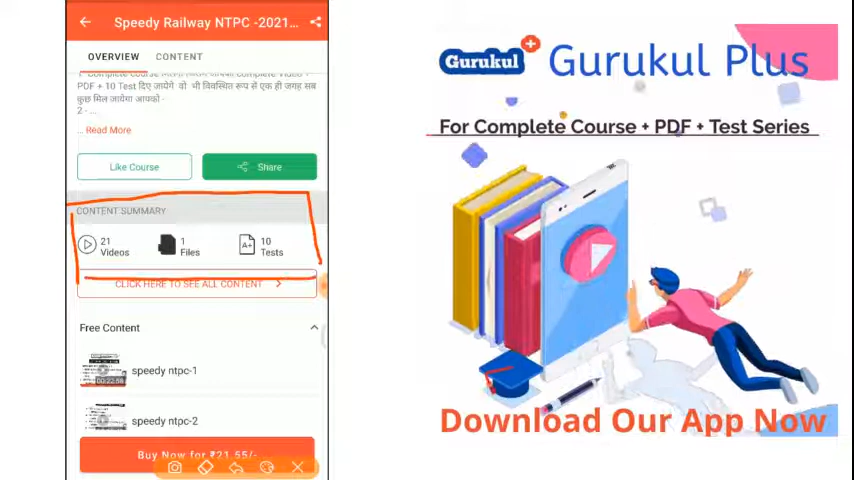 Speedy Railway NTPC -2021...
OVERVIEW
CONTENT
PDF + 10 Test दिए जायेगे वो भी विवस्थित रूप से एक ही जगह सब
कुछ मिल जायेगा आपको -
2 - ...
... Read More
Like Course
Share
CONTENT SUMMARY
21
Videos
1
Files
A+
10
Tests
CLICK HERE TO SEE ALL CONTENT
Free Content
speedy ntpc-1
speedy ntpc-2
Buy Now for ₹21.55/-
Gurukul
Gurukul Plus
For Complete Course + PDF + Test Series
Download Our App Now